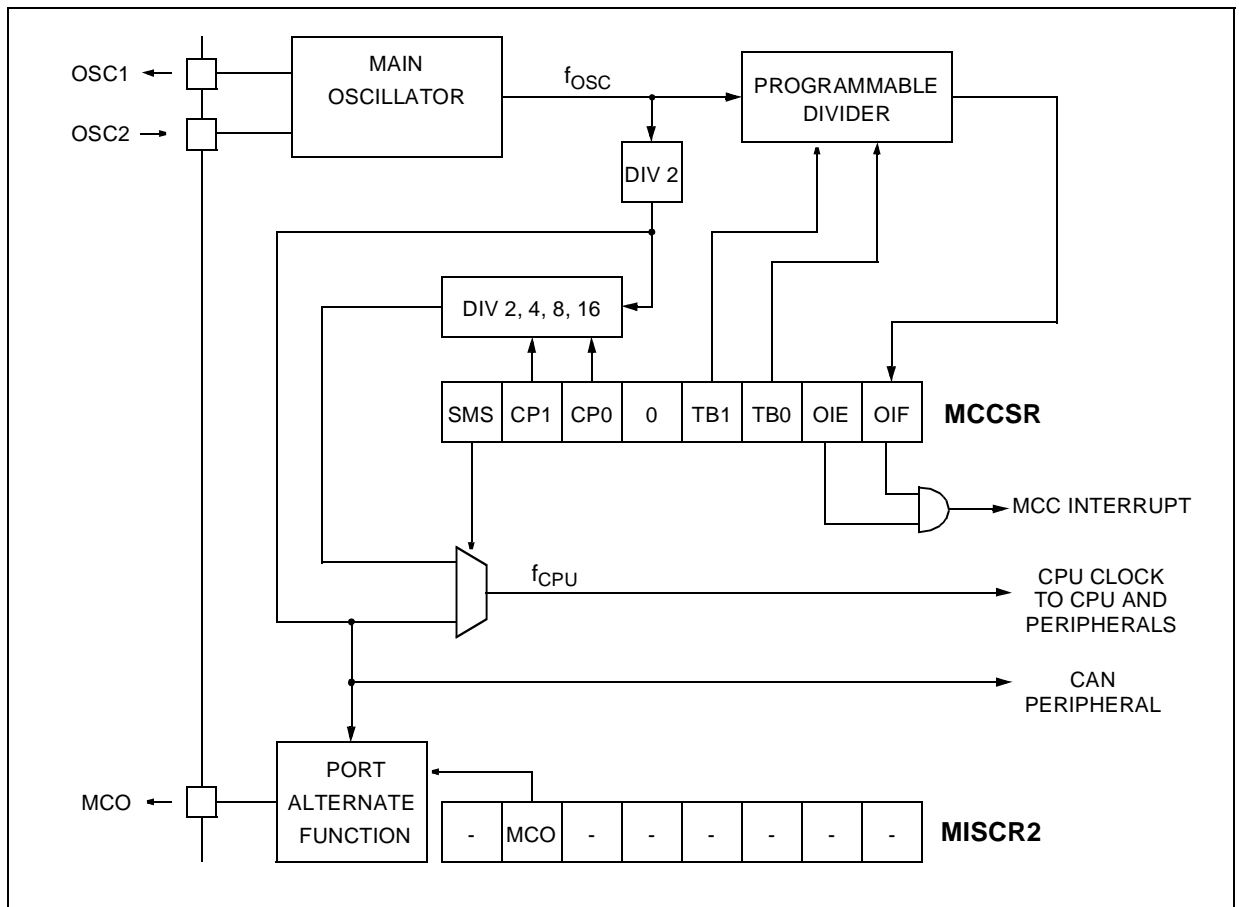 OSC1
OSC2
MAIN
OSCILLATOR
fOSC
PROGRAMMABLE
DIVIDER
DIV 2
DIV 2, 4, 8, 16
SMS CP1 CP0 0 TB1 TB0 OIE OIF MCCSR
MCC INTERRUPT
fCPU
CPU CLOCK
TO CPU AND
PERIPHERALS
CAN
PERIPHERAL
MCO
PORT
ALTERNATE
FUNCTION
- MCO - - - - - - MISCR2